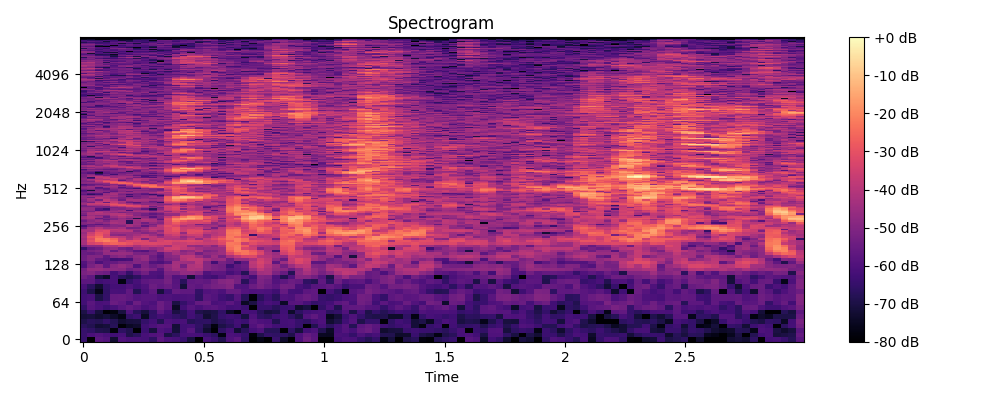 Spectrogram
4096
2048
1024
512
256
128
64
0
Hz
0
0.5
1
1.5
2
2.5
Time
+0 dB
-10 dB
-20 dB
-30 dB
-40 dB
-50 dB
-60 dB
-70 dB
-80 dB